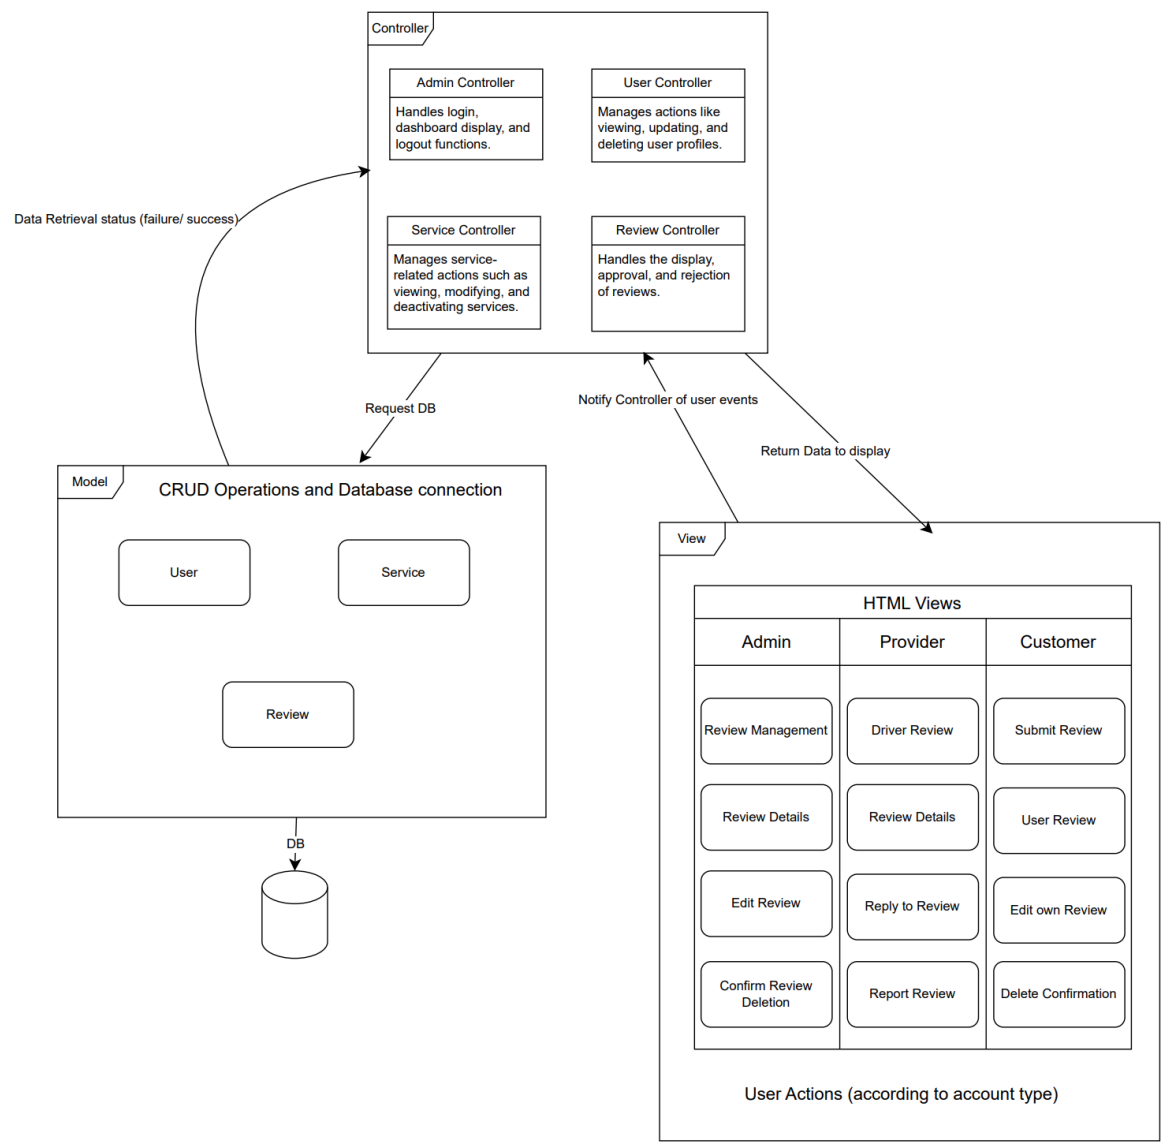 Controller
Admin Controller
Handles login,
dashboard display, and
logout functions.
User Controller
Manages actions like
viewing, updating, and
deleting user profiles.
Data Retrieval status (failure/ success)
Service Controller
Manages service-
related actions such as
viewing, modifying, and
deactivating services.
Review Controller
Handles the display,
approval, and rejection
of reviews.
Request DB
Notify Controller of user events
Return Data to display
Model
CRUD Operations and Database connection
User
Service
Review
DB
View
HTML Views
Admin
Provider
Customer
Review Management
Driver Review
Submit Review
Review Details
Review Details
User Review
Edit Review
Reply to Review
Edit own Review
Confirm Review
Deletion
Report Review
Delete Confirmation
User Actions (according to account type)